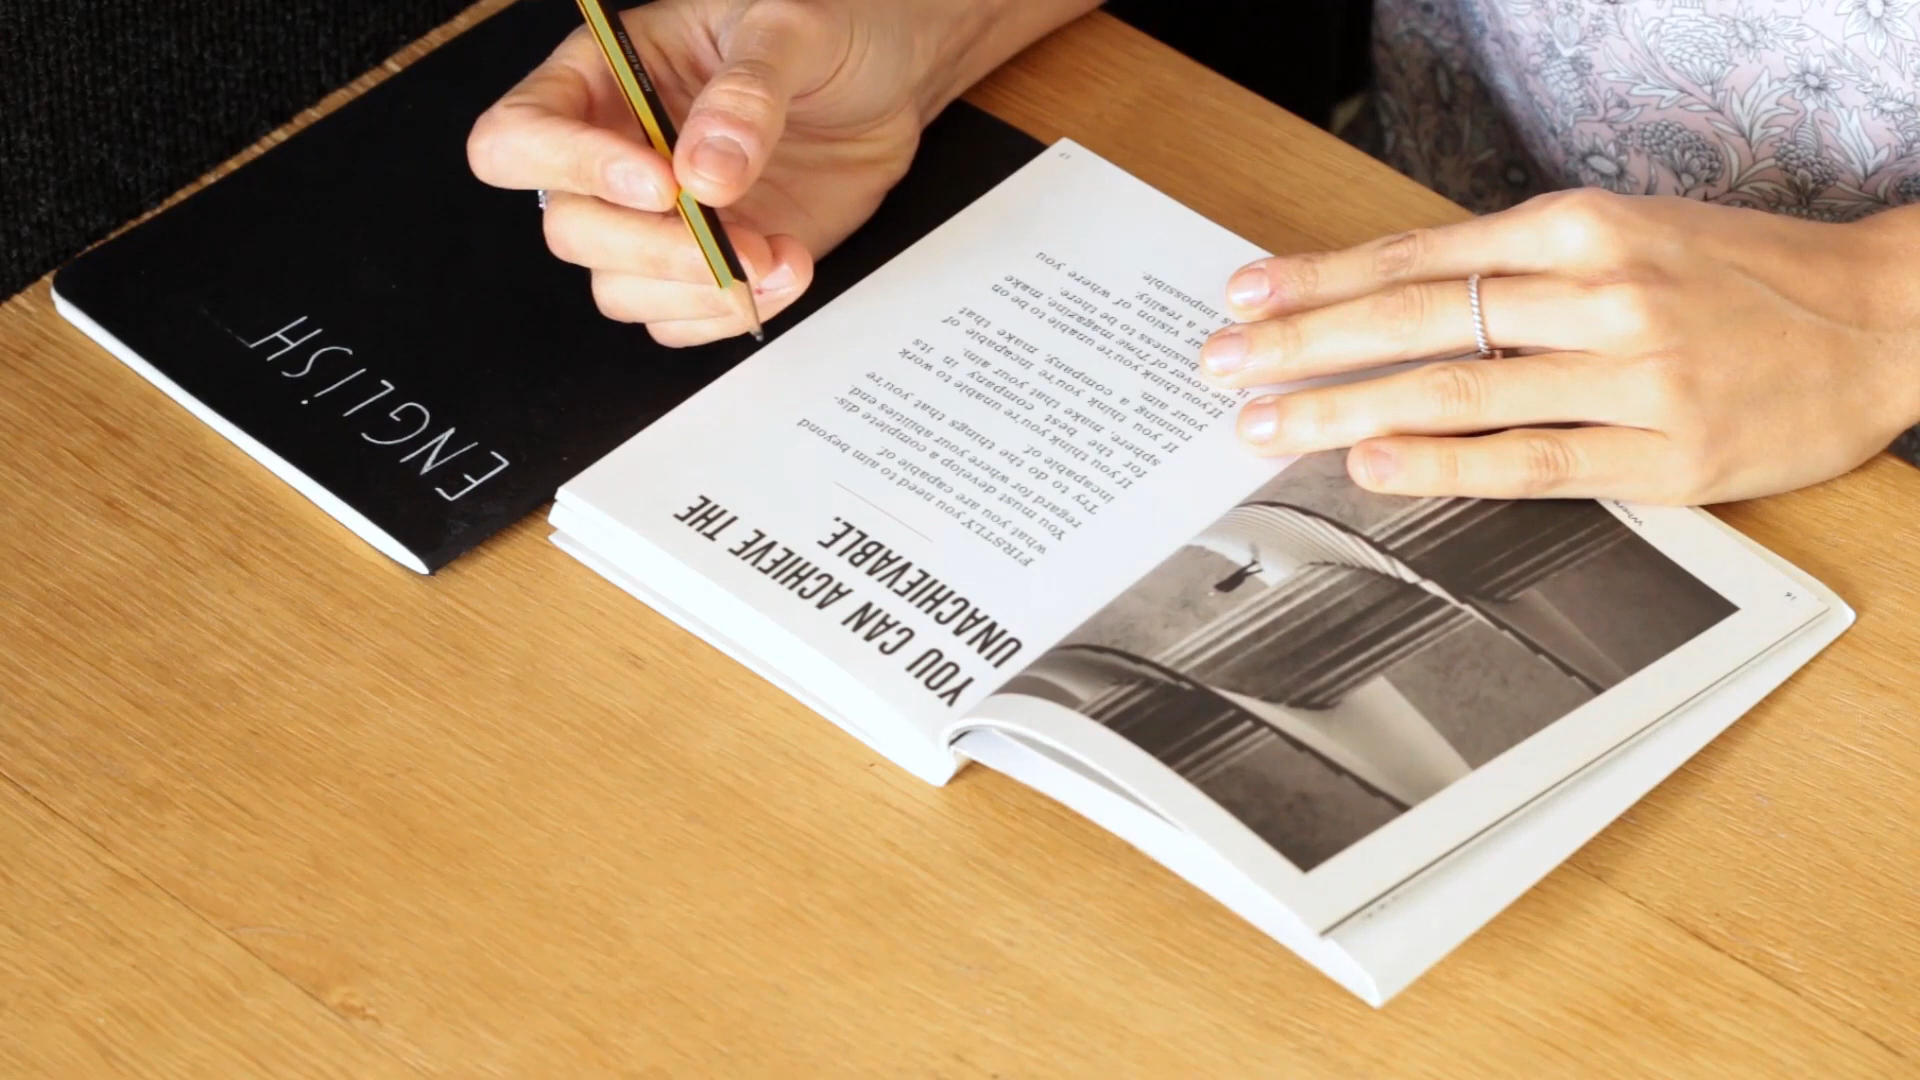 ENGLISH
YOU CAN ACHIEVE THE
UNACHIEVABLE.
FIRSTLY you need to aim beyond
what you are capable of.
You must develop a complete dis-
regard for where your abilities end.
Try to do the things that you're
incapable of.
If you think you're unable to work
for the best company in its
sphere, make that your aim.
If you think you're incapable of
running a company, make that
your aim.
If you think you're unable to be on
the cover of Time magazine, make
business to be there.
vision of where you
a reality.
is impossible.
16
17
Where